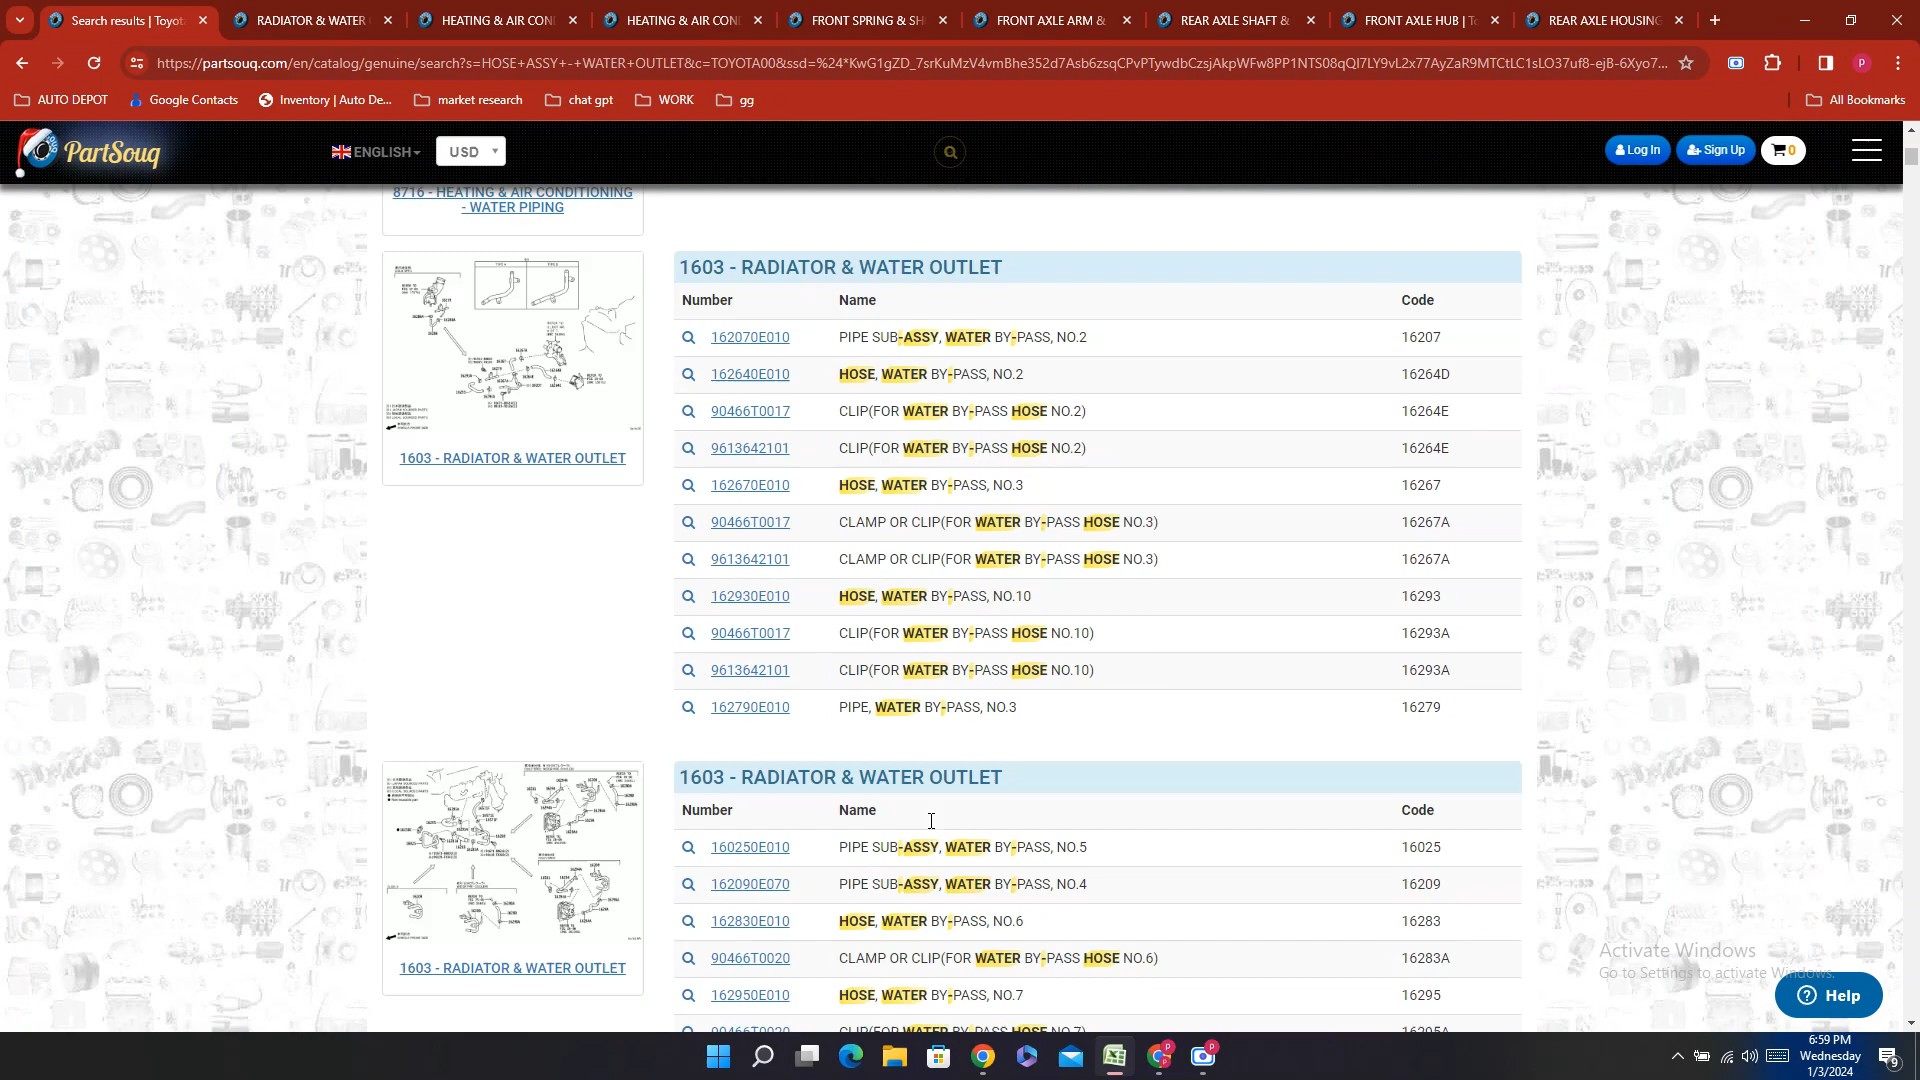 Search results | Toyot
RADIATOR & WATER
HEATING & AIR CON
HEATING & AIR CON
FRONT SPRING & SH
FRONT AXLE ARM &
REAR AXLE SHAFT &
FRONT AXLE HUB | T
REAR AXLE HOUSING
https://partsouq.com/en/catalog/genuine/search?s=HOSE+ASSY+-+WATER+OUTLET&c=TOYOTA00&ssd=%24*KwG1gZD_7srKuMzV4vmBhe352d7Asb6zsqCPvPTywdbCzsjAkpWFw8PP1NTS08qQI7LY9vL2x77AyZaR9MTCtLC1sLO37uf8-ejB-6Xyo7...
AUTO DEPOT
Google Contacts
Inventory | Auto De...
market research
chat gpt
WORK
gg
All Bookmarks
PartSouq
ENGLISH
USD
Log In
Sign Up
0
8716 - HEATING & AIR CONDITIONING
- WATER PIPING
1603 - RADIATOR & WATER OUTLET
1603 - RADIATOR & WATER OUTLET
Number Name Code
162070E010 PIPE SUB-ASSY, WATER BY-PASS, NO.2 16207
162640E010 HOSE, WATER BY-PASS, NO.2 16264D
90466T0017 CLIP(FOR WATER BY-PASS HOSE NO.2) 16264E
9613642101 CLIP(FOR WATER BY-PASS HOSE NO.2) 16264E
162670E010 HOSE, WATER BY-PASS, NO.3 16267
90466T0017 CLAMP OR CLIP(FOR WATER BY-PASS HOSE NO.3) 16267A
9613642101 CLAMP OR CLIP(FOR WATER BY-PASS HOSE NO.3) 16267A
162930E010 HOSE, WATER BY-PASS, NO.10 16293
90466T0017 CLIP(FOR WATER BY-PASS HOSE NO.10) 16293A
9613642101 CLIP(FOR WATER BY-PASS HOSE NO.10) 16293A
162790E010 PIPE, WATER BY-PASS, NO.3 16279
1603 - RADIATOR & WATER OUTLET
1603 - RADIATOR & WATER OUTLET
Number Name Code
160250E010 PIPE SUB-ASSY, WATER BY-PASS, NO.5 16025
162090E070 PIPE SUB-ASSY, WATER BY-PASS, NO.4 16209
162830E010 HOSE, WATER BY-PASS, NO.6 16283
90466T0020 CLAMP OR CLIP(FOR WATER BY-PASS HOSE NO.6) 16283A
162950E010 HOSE, WATER BY-PASS, NO.7 16295
90466T0020 CLIP(FOR WATER BY-PASS HOSE NO.7) 16295A
Activate Windows
Go to Settings to activate Windows.
Help
6:59 PM
Wednesday
1/3/2024
9